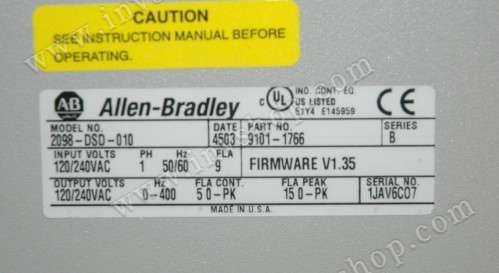 CAUTION
SEE INSTRUCTION MANUAL BEFORE
OPERATING.
AB Allen-Bradley
c UL US IND. CONT. EQ.
LISTED
67Y4 E145959
CE
MODEL NO. DATE PART NO. SERIES
2098-DSD-010 4503 9101-1766 B
INPUT VOLTS PH Hz FLA
120/240VAC 1 50/60 9 FIRMWARE V1.35
OUTPUT VOLTS Hz FLA CONT. FLA PEAK SERIAL NO.
120/240VAC 0-400 5 0-PK 15 0-PK 1JAV6C07
MADE IN U.S.A.